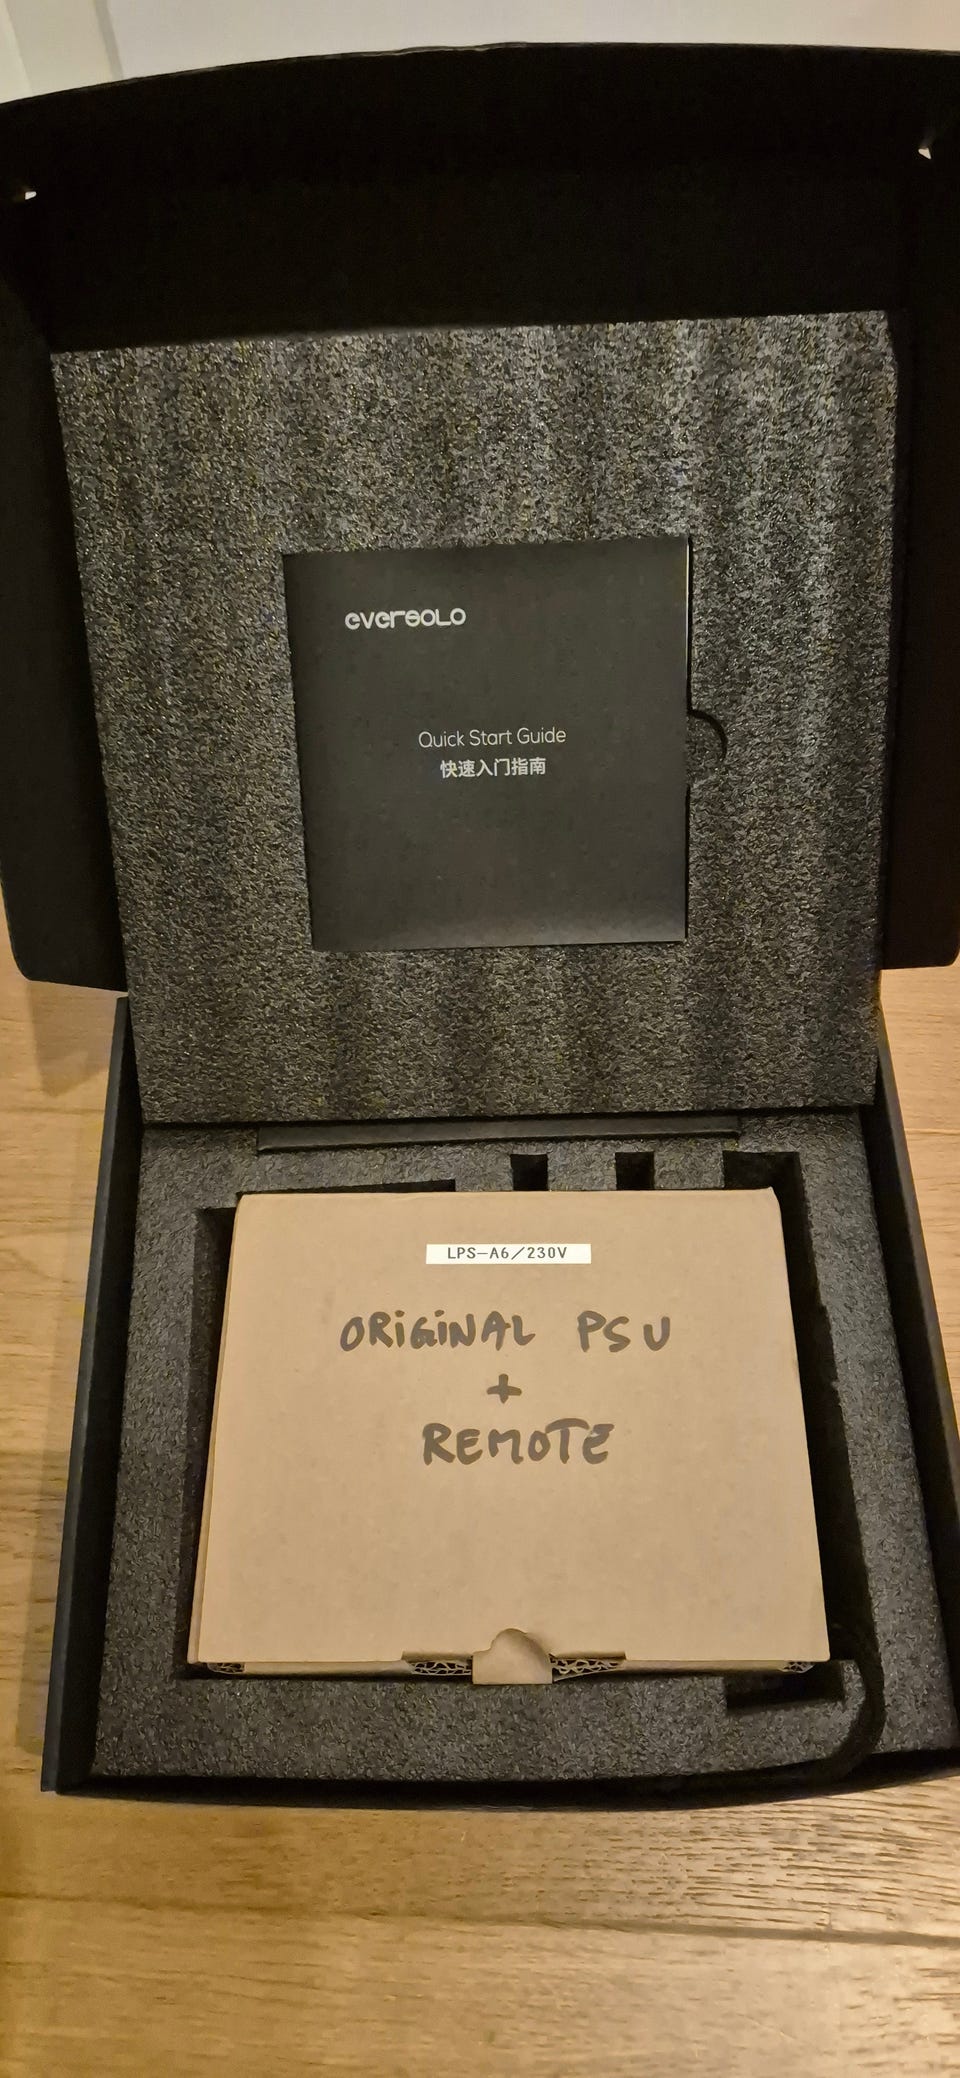 eversolo
Quick Start Guide
快速入门指南
LPS-A6/230V
ORiGiNAL PSU
+
REMOTE